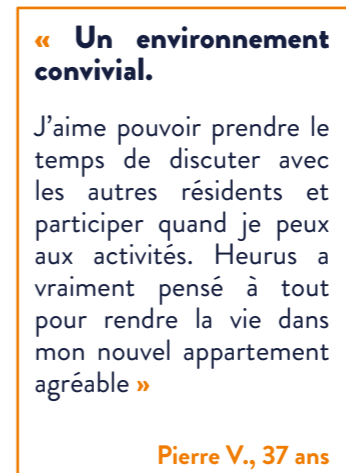 « Un environnement
convivial.
J’aime pouvoir prendre le
temps de discuter avec
les autres résidents et
participer quand je peux
aux activités. Heurus a
vraiment pensé à tout
pour rendre la vie dans
mon nouvel appartement
agréable »
Pierre V., 37 ans